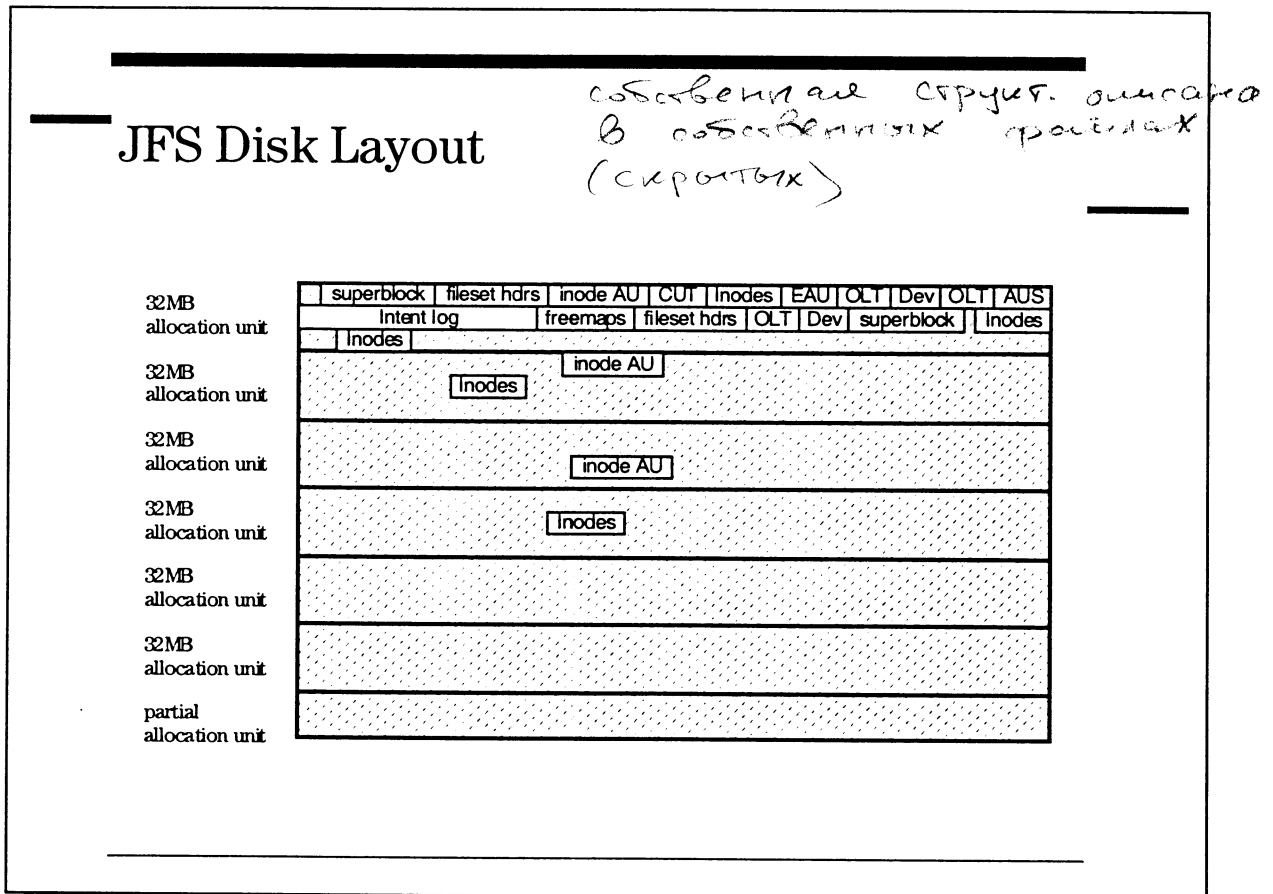 собственная структ. описана
в собственных файлах
(скрытых)
JFS Disk Layout
32MB
allocation unit
superblock fileset hdrs inode AU CUT Inodes EAU OLT Dev OLT AUS
Intent log freemaps fileset hdrs OLT Dev superblock Inodes
Inodes
32MB
allocation unit
inode AU
Inodes
32MB
allocation unit
inode AU
32MB
allocation unit
Inodes
32MB
allocation unit
32MB
allocation unit
partial
allocation unit